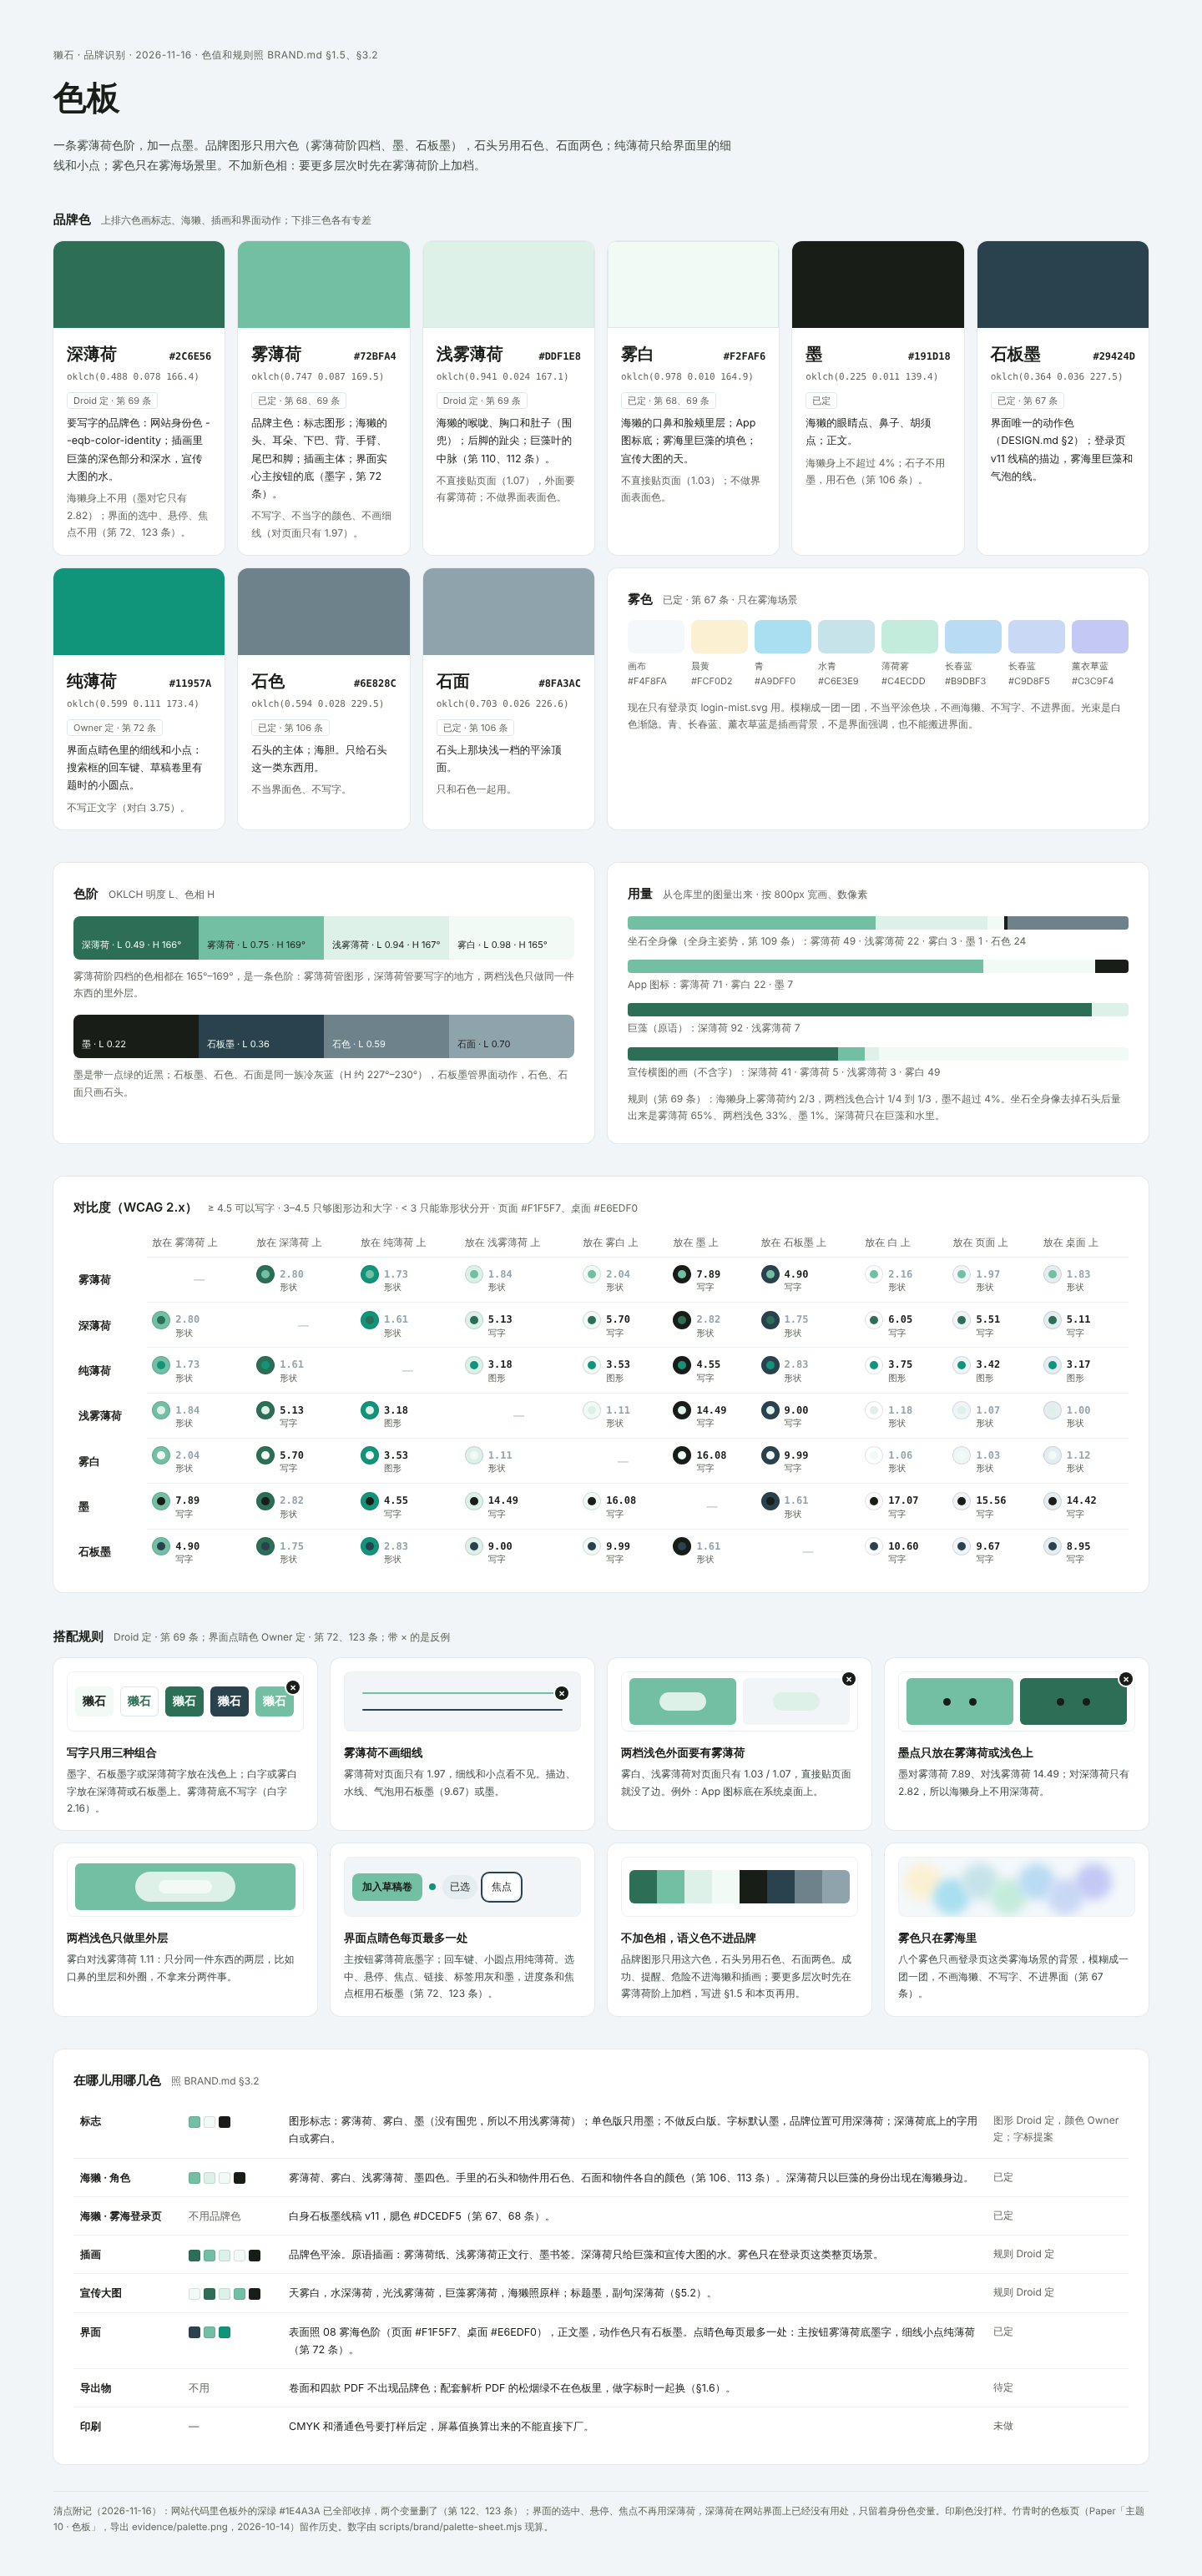 獭石 · 品牌识别 · 2026-11-16 · 色值和规则照 BRAND.md §1.5、§3.2
色板
一条雾薄荷色阶，加一点墨。品牌图形只用六色（雾薄荷阶四档、墨、石板墨），石头另用石色、石面两色；纯薄荷只给界面里的细
线和小点；雾色只在雾海场景里。不加新色相：要更多层次时先在雾薄荷阶上加档。
品牌色 上排六色画标志、海獭、插画和界面动作；下排三色各有专差
深薄荷 #2C6E56
oklch(0.488 0.078 166.4)
Droid 定 · 第 69 条
要写字的品牌色：网站身份色 -
-eqb-color-identity；插画里
巨藻的深色部分和深水，宣传
大图的水。
海獭身上不用（墨对它只有
2.82）；界面的选中、悬停、焦
点不用（第 72、123 条）。
雾薄荷 #72BFA4
oklch(0.747 0.087 169.5)
已定 · 第 68、69 条
品牌主色：标志图形；海獭的
头、耳朵、下巴、背、手臂、
尾巴和脚；插画主体；界面实
心主按钮的底（墨字，第 72
条）。
不写字、不当字的颜色、不画细
线（对页面只有 1.97）。
浅雾薄荷 #DDF1E8
oklch(0.941 0.024 167.1)
Droid 定 · 第 69 条
海獭的喉咙、胸口和肚子（围
兜）；后脚的趾尖；巨藻叶的
中脉（第 110、112 条）。
不直接贴页面（1.07），外面要
有雾薄荷；不做界面表面色。
雾白 #F2FAF6
oklch(0.978 0.010 164.9)
已定 · 第 68、69 条
海獭的口鼻和脸颊里层；App
图标底；雾海里巨藻的填色；
宣传大图的天。
不直接贴页面（1.03）；不做界
面表面色。
墨 #191D18
oklch(0.225 0.011 139.4)
已定
海獭的眼睛点、鼻子、胡须
点；正文。
海獭身上不超过 4%；石子不用
墨，用石色（第 106 条）。
石板墨 #29424D
oklch(0.364 0.036 227.5)
已定 · 第 67 条
界面唯一的动作色
（DESIGN.md §2）；登录页
v11 线稿的描边，雾海里巨藻和
气泡的线。
纯薄荷 #11957A
oklch(0.599 0.111 173.4)
Owner 定 · 第 72 条
界面点睛色里的细线和小点：
搜索框的回车键、草稿卷里有
题时的小圆点。
不写正文字（对白 3.75）。
石色 #6E828C
oklch(0.594 0.028 229.5)
已定 · 第 106 条
石头的主体；海胆。只给石头
这一类东西用。
不当界面色、不写字。
石面 #8FA3AC
oklch(0.703 0.026 226.6)
已定 · 第 106 条
石头上那块浅一档的平涂顶
面。
只和石色一起用。
雾色 已定 · 第 67 条 · 只在雾海场景
画布 晨黄 青 水青 薄荷雾 长春蓝 长春蓝 薰衣草蓝
#F4F8FA #FCF0D2 #A9DFF0 #C6E3E9 #C4ECDD #B9DBF3 #C9D8F5 #C3C9F4
现在只有登录页 login-mist.svg 用。模糊成一团一团，不当平涂色块，不画海獭、不写字、不进界面。光束是白
色渐隐。青、长春蓝、薰衣草蓝是插画背景，不是界面强调，也不能搬进界面。
色阶 OKLCH 明度 L、色相 H
深薄荷 · L 0.49 · H 166° 雾薄荷 · L 0.75 · H 169° 浅雾薄荷 · L 0.94 · H 167° 雾白 · L 0.98 · H 165°
雾薄荷阶四档的色相都在 165°–169°，是一条色阶：雾薄荷管图形，深薄荷管要写字的地方，两档浅色只做同一件
东西的里外层。
墨 · L 0.22 石板墨 · L 0.36 石色 · L 0.59 石面 · L 0.70
墨是带一点绿的近黑；石板墨、石色、石面是同一族冷灰蓝（H 约 227°–230°），石板墨管界面动作，石色、石
面只画石头。
用量 从仓库里的图量出来 · 按 800px 宽画、数像素
坐石全身像（全身主姿势，第 109 条）：雾薄荷 49 · 浅雾薄荷 22 · 雾白 3 · 墨 1 · 石色 24
App 图标：雾薄荷 71 · 雾白 22 · 墨 7
巨藻（原语）：深薄荷 92 · 浅雾薄荷 7
宣传横图的画（不含字）：深薄荷 41 · 雾薄荷 5 · 浅雾薄荷 3 · 雾白 49
规则（第 69 条）：海獭身上雾薄荷约 2/3，两档浅色合计 1/4 到 1/3，墨不超过 4%。坐石全身像去掉石头后量
出来是雾薄荷 65%、两档浅色 33%、墨 1%。深薄荷只在巨藻和水里。
对比度（WCAG 2.x） ≥ 4.5 可以写字 · 3–4.5 只够图形边和大字 · < 3 只能靠形状分开 · 页面 #F1F5F7、桌面 #E6EDF0
放在 雾薄荷 上 放在 深薄荷 上 放在 纯薄荷 上 放在 浅雾薄荷 上 放在 雾白 上 放在 墨 上 放在 石板墨 上 放在 白 上 放在 页面 上 放在 桌面 上
雾薄荷 — 2.80 1.73 1.84 2.04 7.89 4.90 2.16 1.97 1.83
形状 形状 形状 形状 写字 写字 形状 形状 形状
深薄荷 2.80 — 1.61 5.13 5.70 2.82 1.75 6.05 5.51 5.11
形状 形状 写字 写字 形状 形状 写字 写字 写字
纯薄荷 1.73 1.61 — 3.18 3.53 4.55 2.83 3.75 3.42 3.17
形状 形状 图形 图形 写字 形状 图形 图形 图形
浅雾薄荷 1.84 5.13 3.18 — 1.11 14.49 9.00 1.18 1.07 1.00
形状 写字 图形 形状 写字 写字 形状 形状 形状
雾白 2.04 5.70 3.53 1.11 — 16.08 9.99 1.06 1.03 1.12
形状 写字 图形 形状 写字 写字 形状 形状 形状
墨 7.89 2.82 4.55 14.49 16.08 — 1.61 17.07 15.56 14.42
写字 形状 写字 写字 写字 形状 写字 写字 写字
石板墨 4.90 1.75 2.83 9.00 9.99 1.61 — 10.60 9.67 8.95
写字 形状 形状 写字 写字 形状 写字 写字 写字
搭配规则 Droid 定 · 第 69 条；界面点睛色 Owner 定 · 第 72、123 条；带 × 的是反例
獭石 獭石 獭石 獭石 獭石 ×
写字只用三种组合
墨字、石板墨字或深薄荷字放在浅色上；白字或雾白
字放在深薄荷或石板墨上。雾薄荷底不写字（白字
2.16）。
×
雾薄荷不画细线
雾薄荷对页面只有 1.97，细线和小点看不见。描边、
水线、气泡用石板墨（9.67）或墨。
×
两档浅色外面要有雾薄荷
雾白、浅雾薄荷对页面只有 1.03 / 1.07，直接贴页面
就没了边。例外：App 图标底在系统桌面上。
×
墨点只放在雾薄荷或浅色上
墨对雾薄荷 7.89、对浅雾薄荷 14.49；对深薄荷只有
2.82，所以海獭身上不用深薄荷。
两档浅色只做里外层
雾白对浅雾薄荷 1.11：只分同一件东西的两层，比如
口鼻的里层和外圈，不拿来分两件事。
加入草稿卷 已选 焦点
界面点睛色每页最多一处
主按钮雾薄荷底墨字；回车键、小圆点用纯薄荷。选
中、悬停、焦点、链接、标签用灰和墨，进度条和焦
点框用石板墨（第 72、123 条）。
不加色相，语义色不进品牌
品牌图形只用这六色，石头另用石色、石面两色。成
功、提醒、危险不进海獭和插画；要更多层次时先在
雾薄荷阶上加档，写进 §1.5 和本页再用。
雾色只在雾海里
八个雾色只画登录页这类雾海场景的背景，模糊成一
团一团，不画海獭、不写字、不进界面（第 67
条）。
在哪儿用哪几色 照 BRAND.md §3.2
标志 图形标志：雾薄荷、雾白、墨（没有围兜，所以不用浅雾薄荷）；单色版只用墨；不做反白版。字标默认墨，品牌位置可用深薄荷；深薄荷底上的字用 图形 Droid 定，颜色 Owner
白或雾白。 定；字标提案
海獭 · 角色 雾薄荷、雾白、浅雾薄荷、墨四色。手里的石头和物件用石色、石面和物件各自的颜色（第 106、113 条）。深薄荷只以巨藻的身份出现在海獭身边。 已定
海獭 · 雾海登录页 不用品牌色 白身石板墨线稿 v11，腮色 #DCEDF5（第 67、68 条）。 已定
插画 品牌色平涂。原语插画：雾薄荷纸、浅雾薄荷正文行、墨书签。深薄荷只给巨藻和宣传大图的水。雾色只在登录页这类整页场景。 规则 Droid 定
宣传大图 天雾白，水深薄荷，光浅雾薄荷，巨藻雾薄荷，海獭照原样；标题墨，副句深薄荷（§5.2）。 规则 Droid 定
界面 表面照 08 雾海色阶（页面 #F1F5F7、桌面 #E6EDF0），正文墨，动作色只有石板墨。点睛色每页最多一处：主按钮雾薄荷底墨字，细线小点纯薄荷 已定
（第 72 条）。
导出物 不用 卷面和四款 PDF 不出现品牌色；配套解析 PDF 的松烟绿不在色板里，做字标时一起换（§1.6）。 待定
印刷 — CMYK 和潘通色号要打样后定，屏幕值换算出来的不能直接下厂。 未做
清点附记（2026-11-16）：网站代码里色板外的深绿 #1E4A3A 已全部收掉，两个变量删了（第 122、123 条）；界面的选中、悬停、焦点不再用深薄荷，深薄荷在网站界面上已经没有用处，只留着身份色变量。印刷色没打样。竹青时的色板页（Paper「主题
10 · 色板」，导出 evidence/palette.png，2026-10-14）留作历史。数字由 scripts/brand/palette-sheet.mjs 现算。